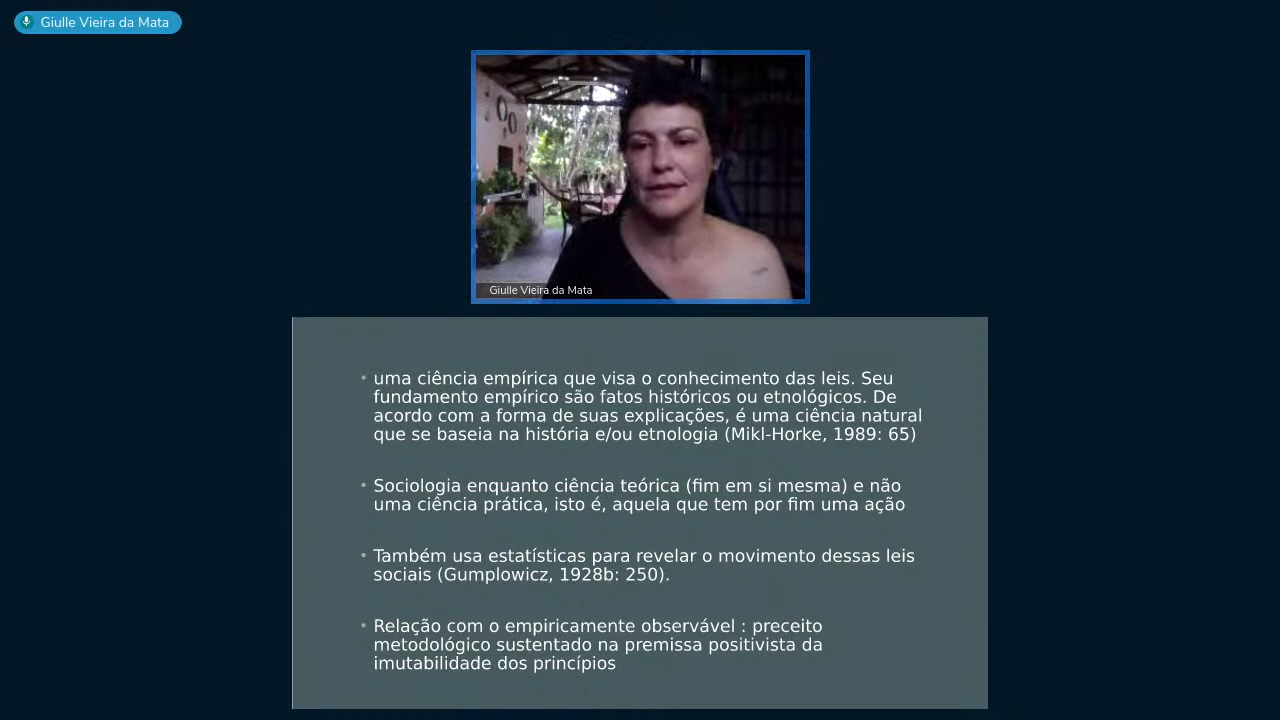 Giulle Vieira da Mata
Giulle Vieira da Mata
• uma ciência empírica que visa o conhecimento das leis. Seu
fundamento empírico são fatos históricos ou etnológicos. De
acordo com a forma de suas explicações, é uma ciência natural
que se baseia na história e/ou etnologia (Mikl-Horke, 1989: 65)
• Sociologia enquanto ciência teórica (fim em si mesma) e não
uma ciência prática, isto é, aquela que tem por fim uma ação
• Também usa estatísticas para revelar o movimento dessas leis
sociais (Gumplowicz, 1928b: 250).
• Relação com o empiricamente observável : preceito
metodológico sustentado na premissa positivista da
imutabilidade dos princípios